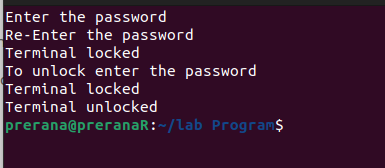 Enter the password
Re-Enter the password
Terminal locked
To unlock enter the password
Terminal locked
Terminal unlocked
prerana@preranaR:~/lab Program$